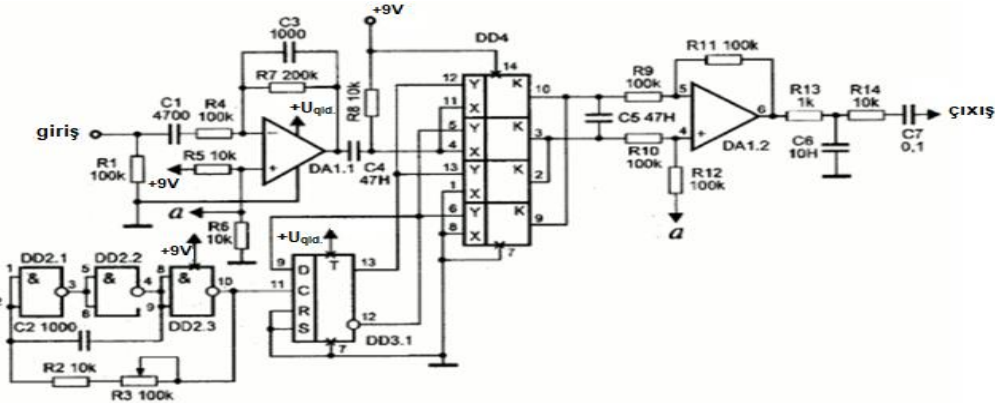 +9V
C3
1000
DD4
R11 100k
R7 200k
14
12 Y K 10
11 X
5 Y K 3
4 X
13 Y K 2
1 X
6 Y K 9
8 X
7
+Uqid.
R8 10k
C1
4700
R4
100k
giriş
R1
100k
R5 10k
+9V
−
+
DA1.1
C4
47H
a
R6
10k
R9
100k
C5 47H
R10
100k
5
4 +
6
DA1.2
R12
100k
a
R13
1k
R14
10k
C6
10H
C7
0,1
çıxış
+Uqid.
+9V
DD2.1
DD2.2
1 & 3
5 & 4
6
8 & 10
9
DD2.3
C2 1000
R2 10k
R3 100k
9 D T 13
11 C
R
S 12
7
DD3.1